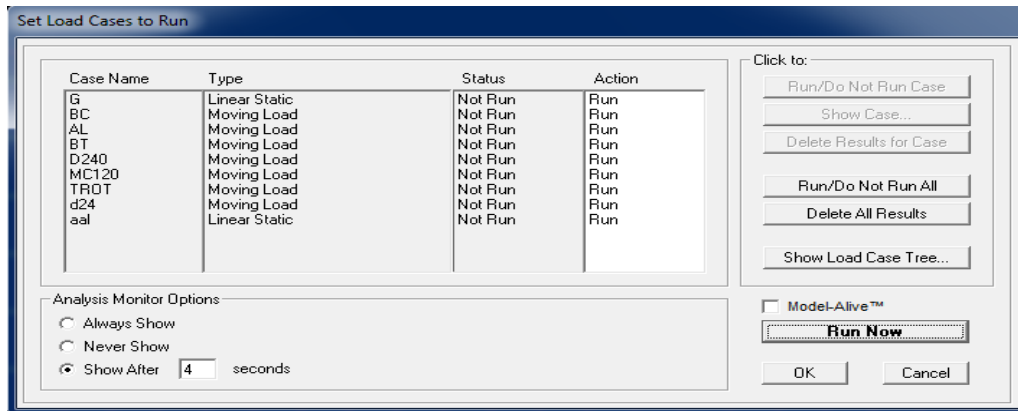 Set Load Cases to Run
Case Name Type Status Action
G Linear Static Not Run Run
BC Moving Load Not Run Run
AL Moving Load Not Run Run
BT Moving Load Not Run Run
D240 Moving Load Not Run Run
MC120 Moving Load Not Run Run
TROT Moving Load Not Run Run
d24 Moving Load Not Run Run
aal Linear Static Not Run Run
Click to:
Run/Do Not Run Case
Show Case...
Delete Results for Case
Run/Do Not Run All
Delete All Results
Show Load Case Tree...
Analysis Monitor Options
Always Show
Never Show
Show After 4 seconds
Model-Alive™
Run Now
OK Cancel